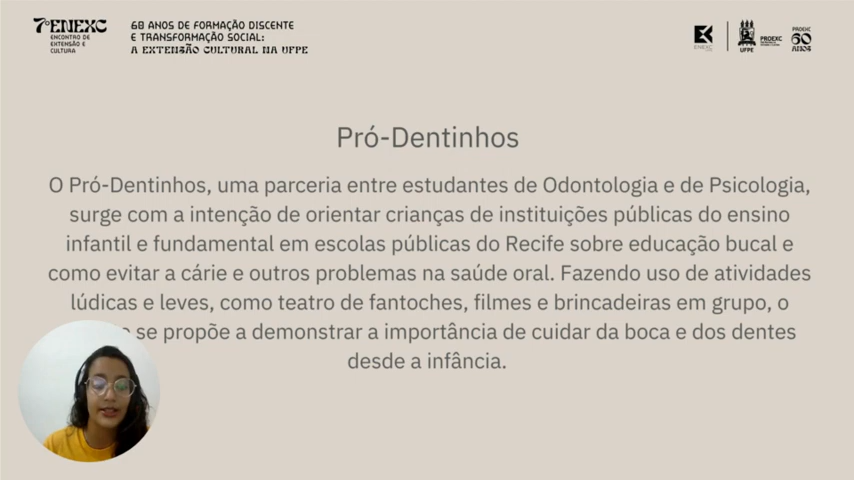 7º ENEXC
ENCONTRO DE
EXTENSÃO E
CULTURA
60 ANOS DE FORMAÇÃO DISCENTE
E TRANSFORMAÇÃO SOCIAL:
A EXTENSÃO CULTURAL NA UFPE
ENEXC
UFPE
PROEXC
PROEXC
60
ANOS
Pró-Dentinhos
O Pró-Dentinhos, uma parceria entre estudantes de Odontologia e de Psicologia,
surge com a intenção de orientar crianças de instituições públicas do ensino
infantil e fundamental em escolas públicas do Recife sobre educação bucal e
como evitar a cárie e outros problemas na saúde oral. Fazendo uso de atividades
lúdicas e leves, como teatro de fantoches, filmes e brincadeiras em grupo, o
se propõe a demonstrar a importância de cuidar da boca e dos dentes
desde a infância.